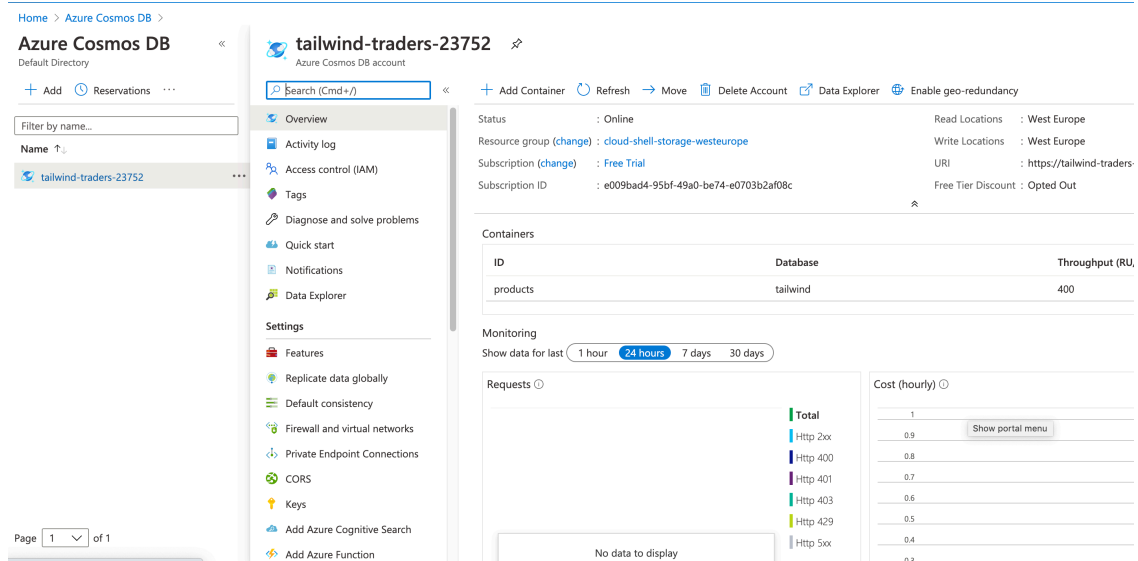 Home > Azure Cosmos DB >
Azure Cosmos DB «
Default Directory
+ Add Reservations ...
Filter by name...
Name ↑↓
tailwind-traders-23752 ...
Page 1 of 1
tailwind-traders-23752
Azure Cosmos DB account
Search (Cmd+/) «
Overview
Activity log
Access control (IAM)
Tags
Diagnose and solve problems
Quick start
Notifications
Data Explorer
Settings
Features
Replicate data globally
Default consistency
Firewall and virtual networks
Private Endpoint Connections
CORS
Keys
Add Azure Cognitive Search
Add Azure Function
+ Add Container Refresh → Move Delete Account Data Explorer Enable geo-redundancy
Status : Online
Resource group (change) : cloud-shell-storage-westeurope
Subscription (change) : Free Trial
Subscription ID : e009bad4-95bf-49a0-be74-e0703b2af08c
Read Locations : West Europe
Write Locations : West Europe
URI : https://tailwind-traders-
Free Tier Discount : Opted Out
Containers
ID Database Throughput (RU/
products tailwind 400
Monitoring
Show data for last 1 hour 24 hours 7 days 30 days
Requests
Total
Http 2xx
Http 400
Http 401
Http 403
Http 429
Http 5xx
No data to display
Cost (hourly)
1
Show portal menu
0.9
0.8
0.7
0.6
0.5
0.4
0.3